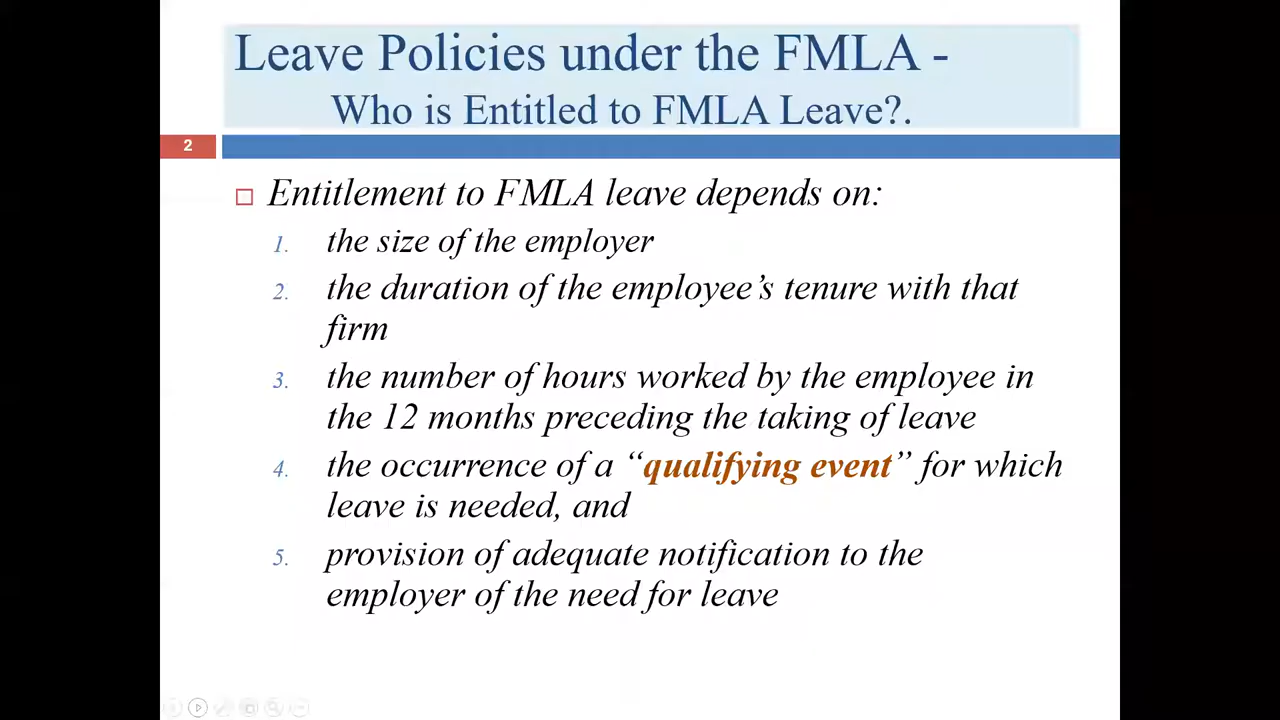 Leave Policies under the FMLA -
Who is Entitled to FMLA Leave?.
2
Entitlement to FMLA leave depends on:
1. the size of the employer
2. the duration of the employee’s tenure with that
firm
3. the number of hours worked by the employee in
the 12 months preceding the taking of leave
4. the occurrence of a “qualifying event” for which
leave is needed, and
5. provision of adequate notification to the
employer of the need for leave